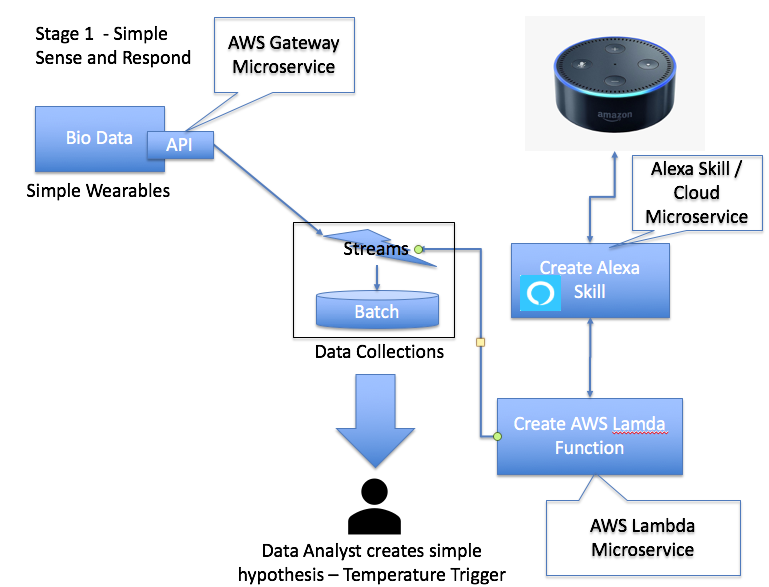 Stage 1  - Simple
Sense and Respond
AWS Gateway
Microservice
Bio Data
API
Simple Wearables
amazon
Alexa Skill /
Cloud
Microservice
Streams
Create Alexa
Skill
Batch
Data Collections
Create AWS Lamda
Function
AWS Lambda
Microservice
Data Analyst creates simple
hypothesis – Temperature Trigger